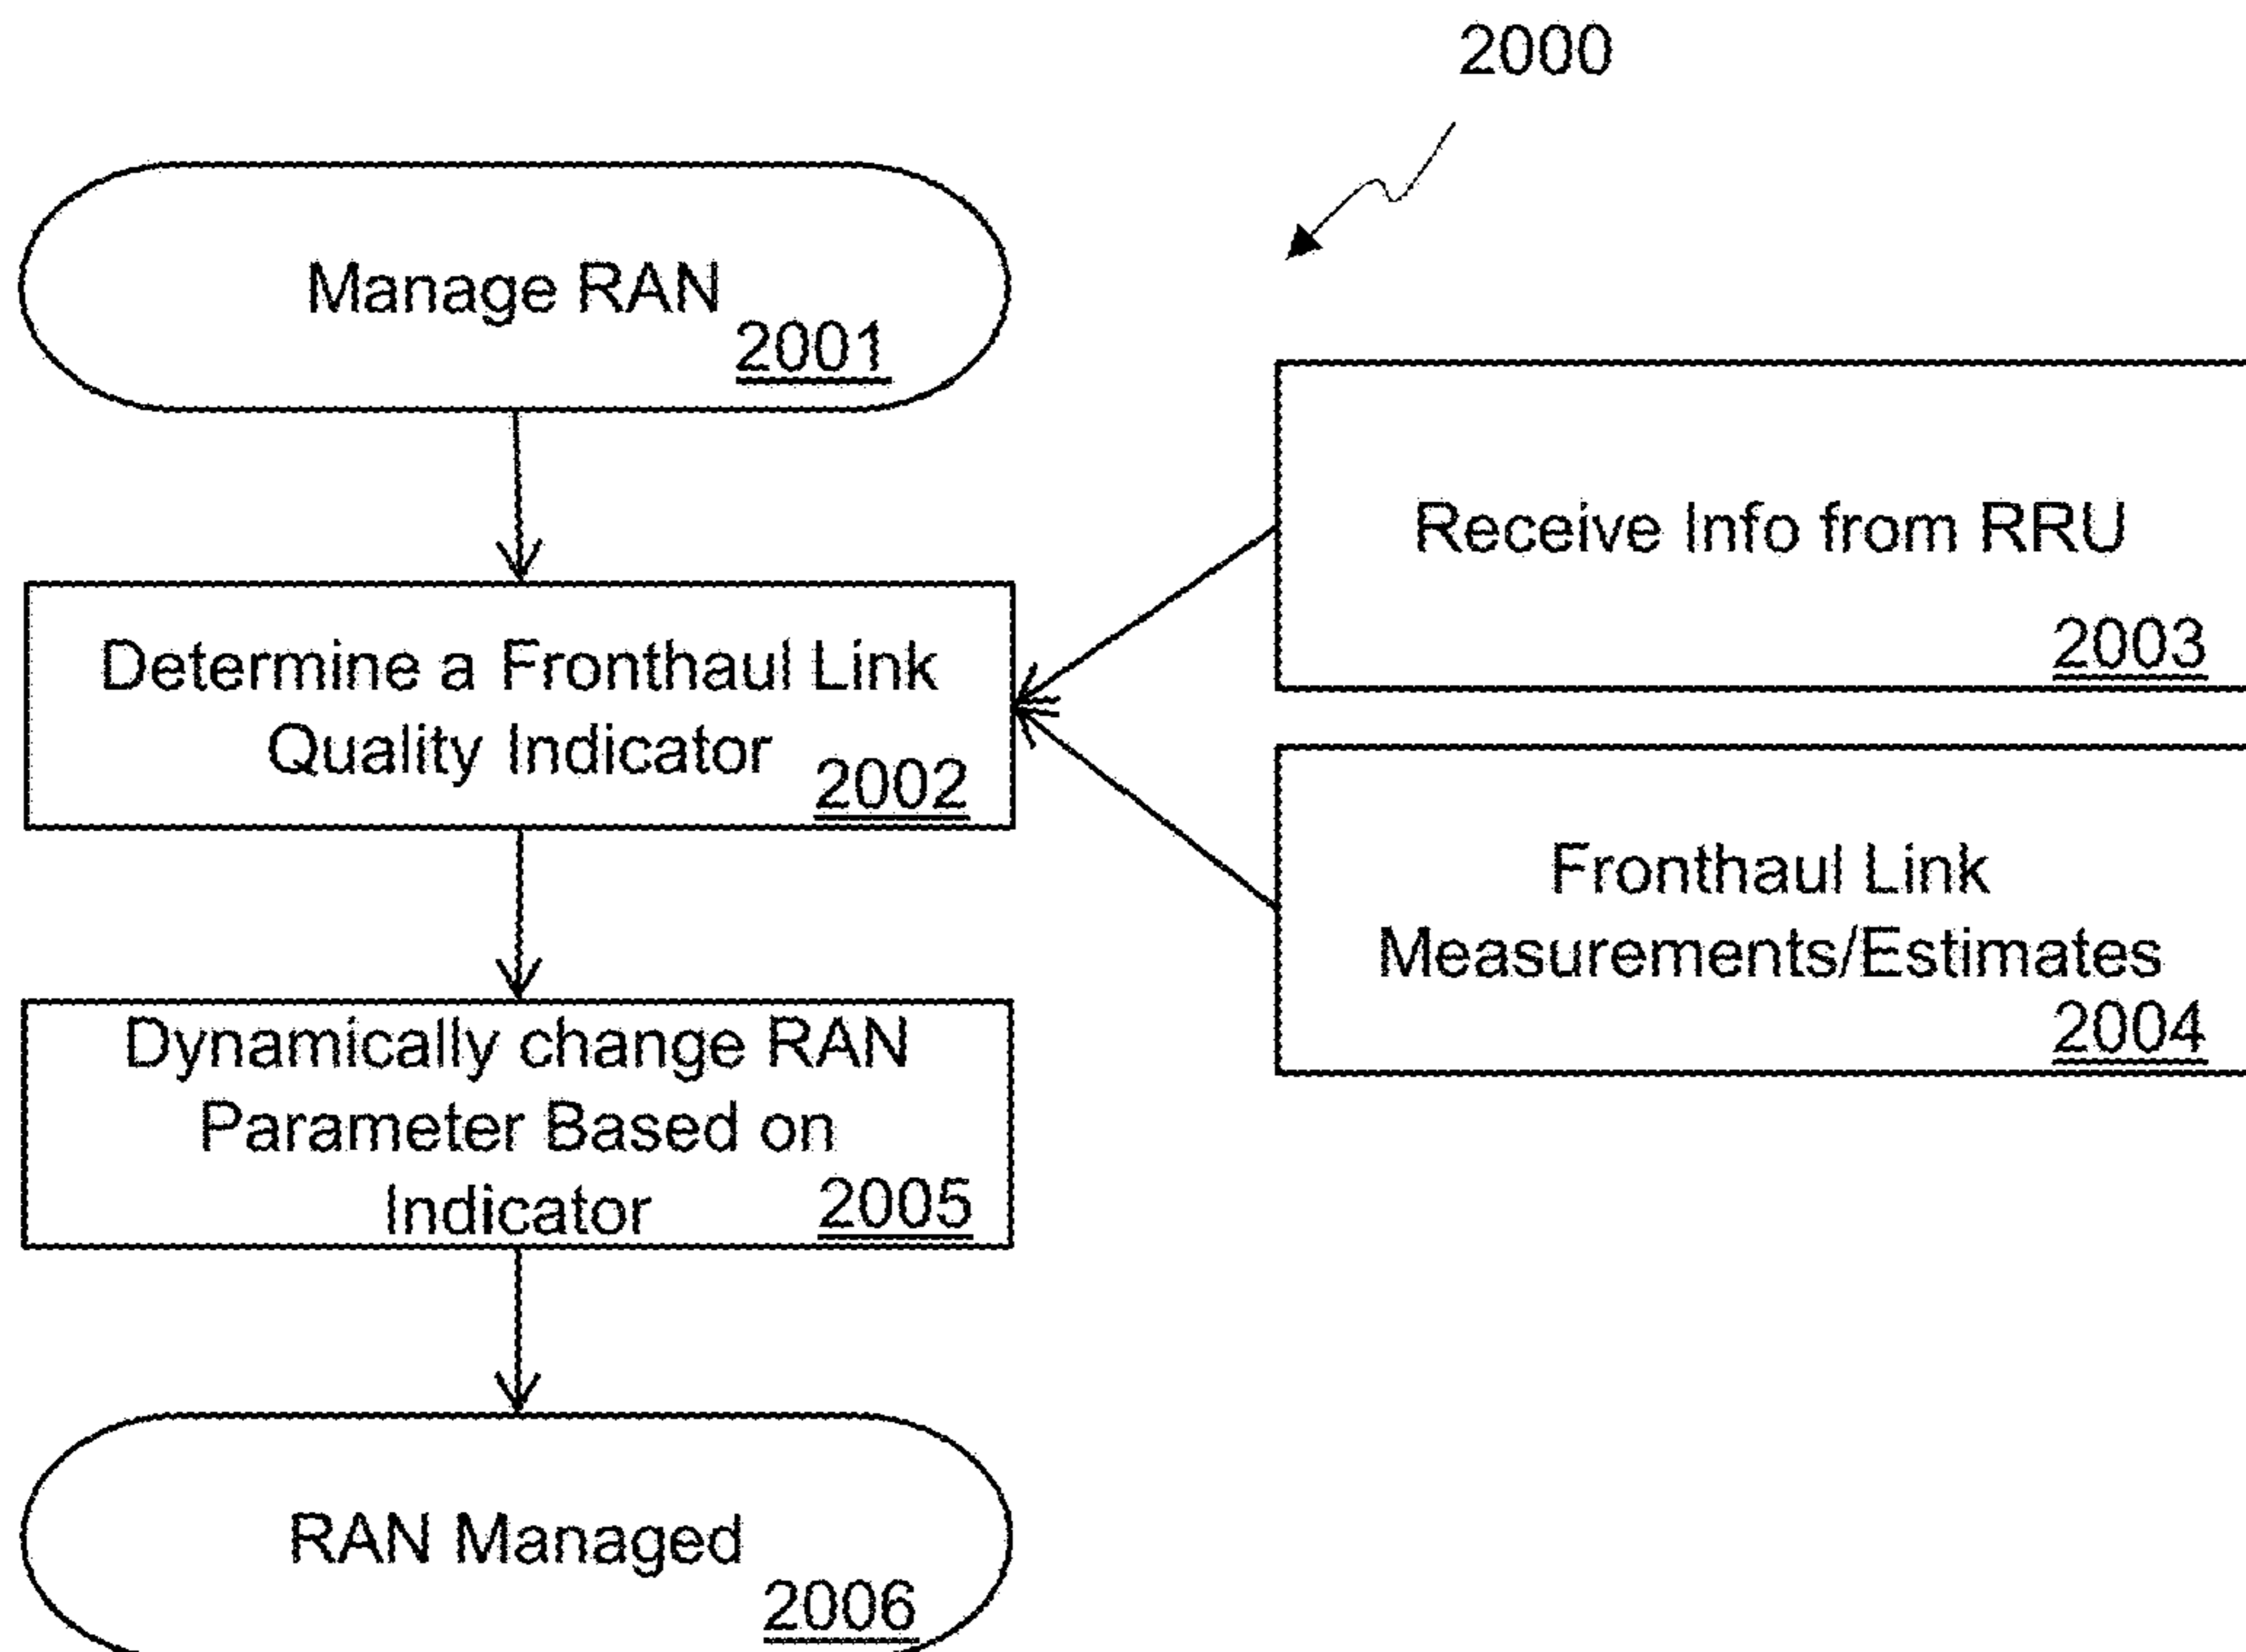 2000
Manage RAN
2001
Determine a Fronthaul Link
Quality Indicator
2002
Receive Info from RRU
2003
Fronthaul Link
Measurements/Estimates
2004
Dynamically change RAN
Parameter Based on
Indicator
2005
RAN Managed
2006